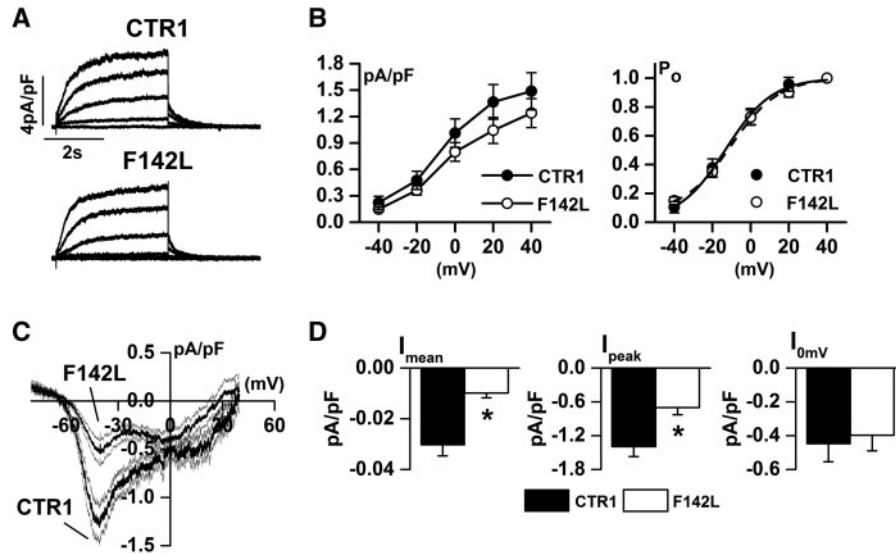 A
CTR1
4pA/pF
2s
F142L
B
pA/pF
1.8
1.5
1.2
0.9
0.6
0.3
0.0
CTR1
F142L
-40 -20 0 20 40
(mV)
Po
1.0
0.8
0.6
0.4
0.2
0.0
CTR1
F142L
-40 -20 0 20 40
(mV)
C
0.5 pA/pF
F142L
0.0
(mV)
-60 -30 0 30 60
-0.5
-1.0
CTR1
-1.5
D
Imean
0.00
-0.02
-0.04
pA/pF
*
Ipeak
0.0
-0.6
-1.2
-1.8
pA/pF
*
I0mV
0.0
-0.2
-0.4
-0.6
pA/pF
CTR1 F142L